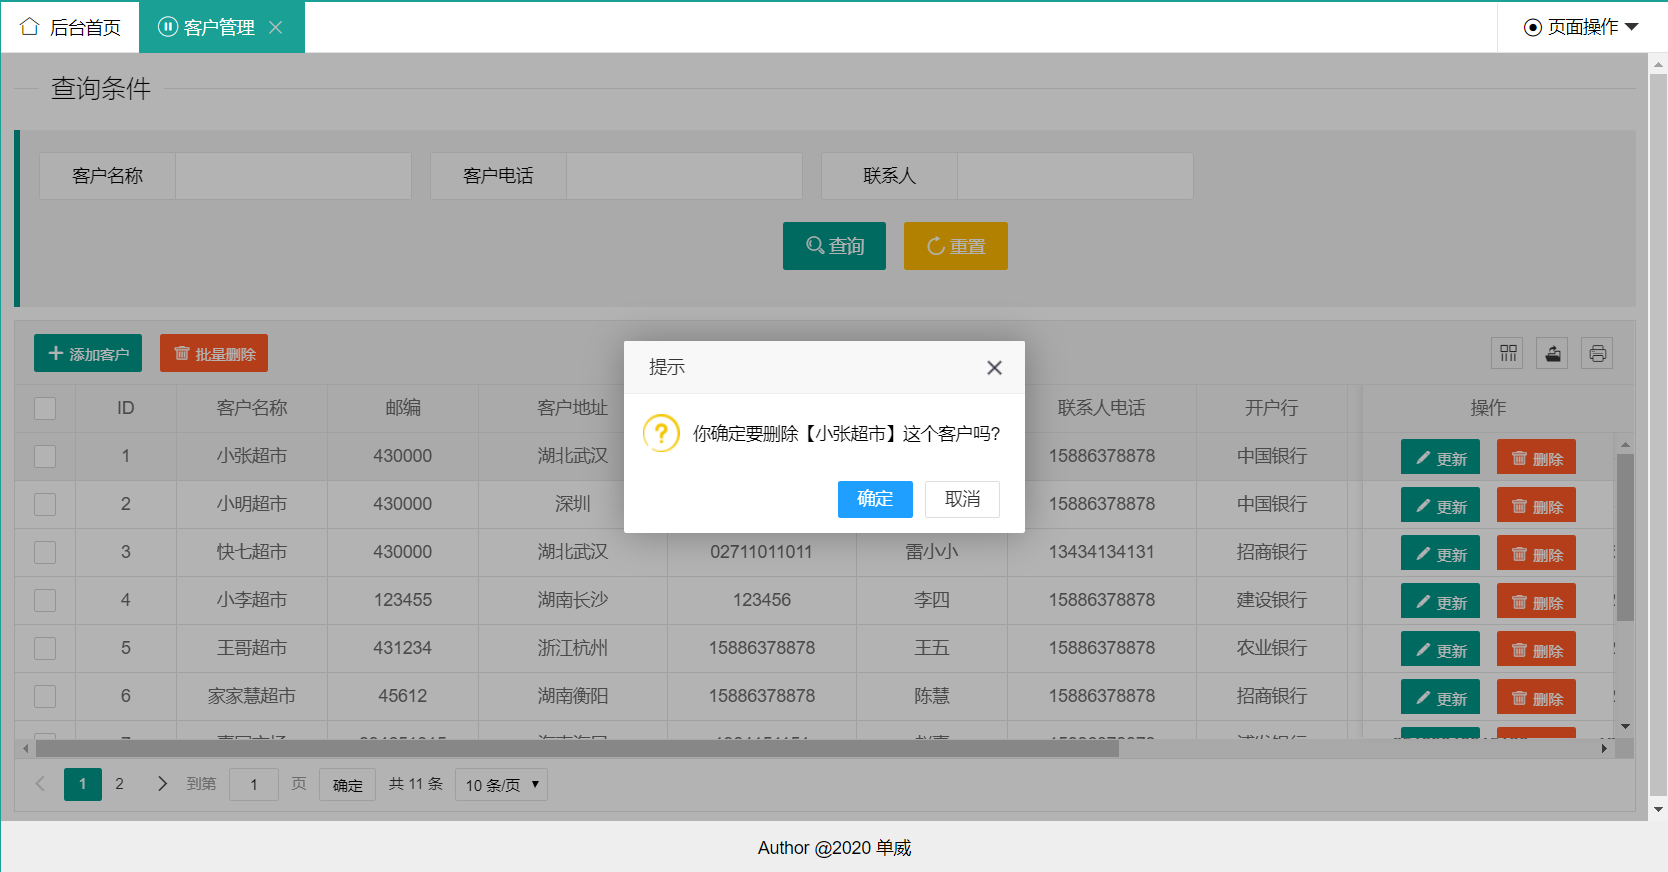 后台首页 客户管理 页面操作
查询条件
客户名称 客户电话 联系人
查询 重置
添加客户 批量删除
提示
你确定要删除【小张超市】这个客户吗?
确定 取消
ID 客户名称 邮编 客户地址 联系人电话 开户行 操作
1 小张超市 430000 湖北武汉 15886378878 中国银行 更新 删除
2 小明超市 430000 深圳 15886378878 中国银行 更新 删除
3 快七超市 430000 湖北武汉 02711011011 雷小小 13434134131 招商银行 更新 删除
4 小李超市 123455 湖南长沙 123456 李四 15886378878 建设银行 更新 删除
5 王哥超市 431234 浙江杭州 15886378878 王五 15886378878 农业银行 更新 删除
6 家家慧超市 45612 湖南衡阳 15886378878 陈慧 15886378878 招商银行 更新 删除
1 2 到第 1 页 确定 共 11 条 10 条/页
Author @2020 单威